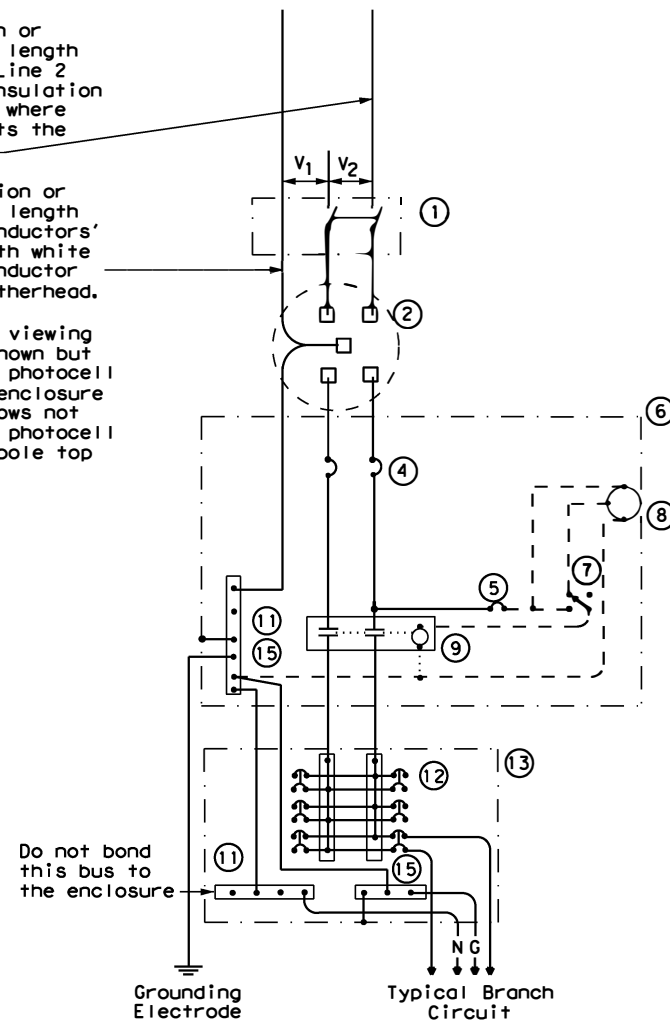 n or
length
Line 2
nsulation
where
ts the
ion or
length
nductors'
th white
nductor
therhead.
viewing
hown but
photocell
enclosure
ows not
photocell
pole top
V1 V2
1
2
6
4
8
7
5
11
15
9
13
12
11
15
Do not bond
this bus to
the enclosure
N G
Grounding
Electrode
Typical Branch
Circuit